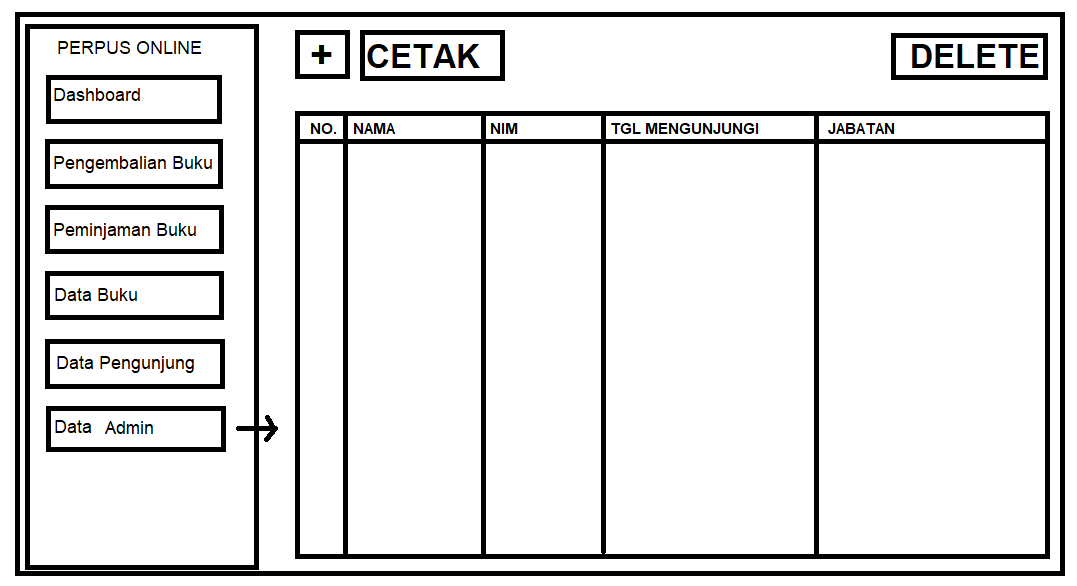 PERPUS ONLINE
Dashboard
Pengembalian Buku
Peminjaman Buku
Data Buku
Data Pengunjung
Data Admin
+ CETAK DELETE
NO. NAMA NIM TGL MENGUNJUNGI JABATAN